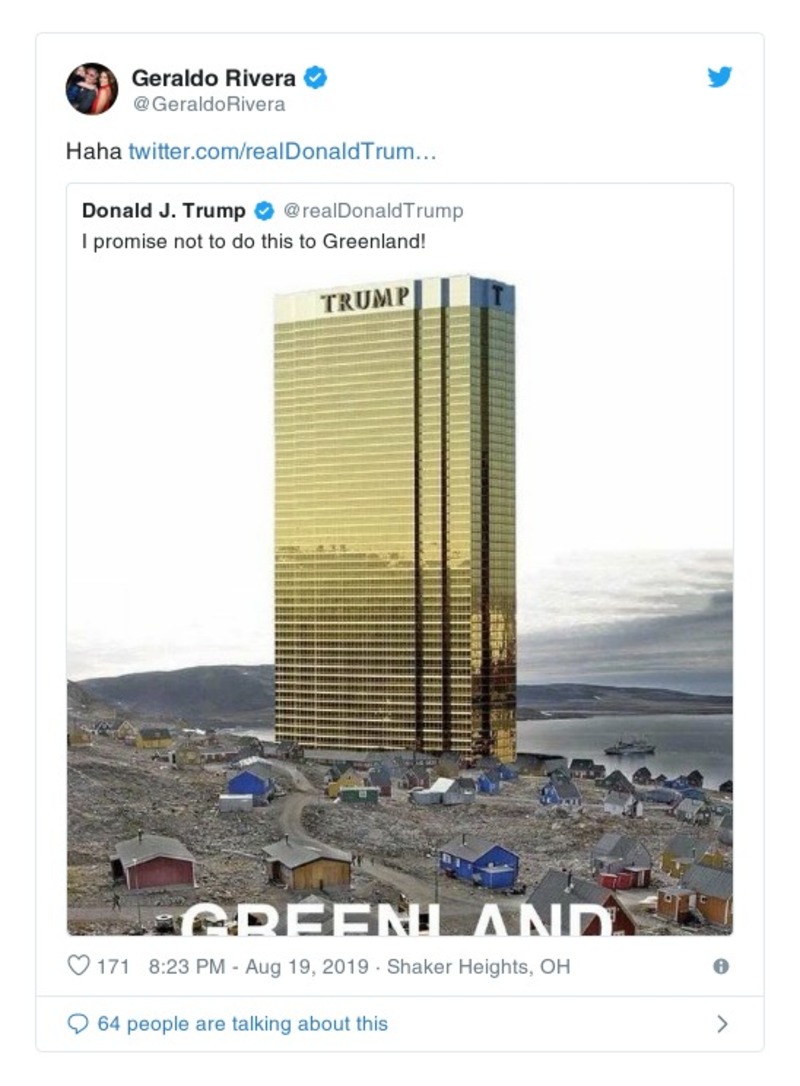 Geraldo Rivera
@GeraldoRivera
Haha twitter.com/realDonaldTrum…
Donald J. Trump @realDonaldTrump
I promise not to do this to Greenland!
TRUMP
T
GREENLAND
171 8:23 PM - Aug 19, 2019 · Shaker Heights, OH
64 people are talking about this